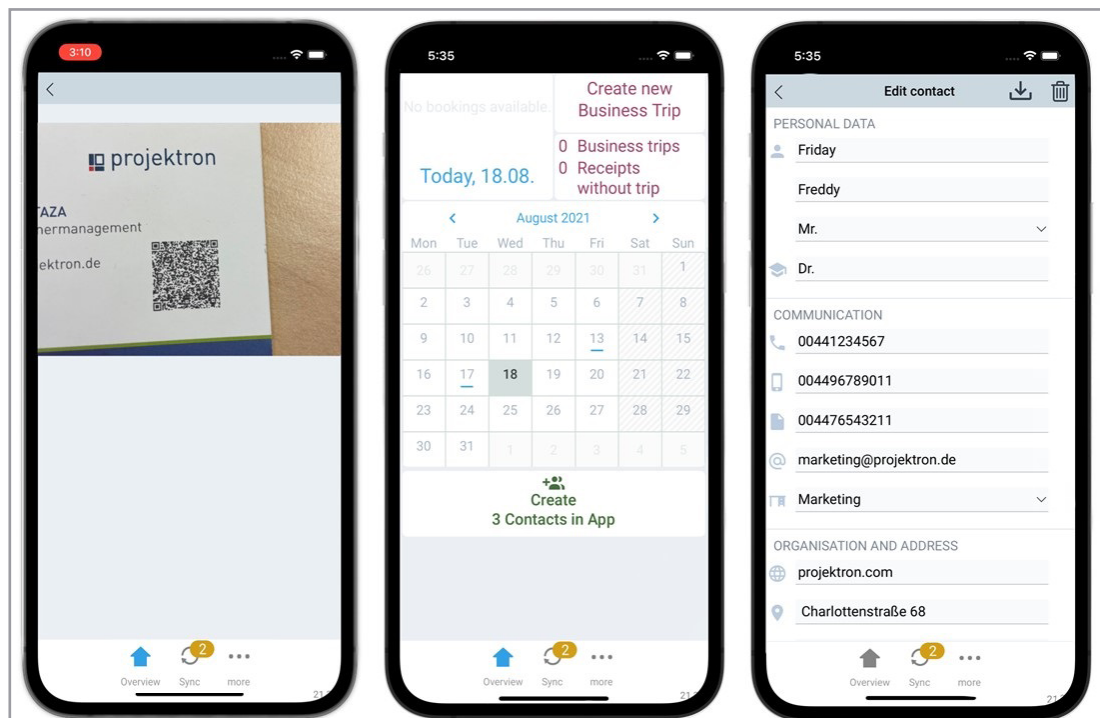 3:10
projektron
TAZA
nermanagement
ektron.de
Overview
Sync
2
more
5:35
No bookings available.
Today, 18.08.
Create new
Business Trip
0 Business trips
0 Receipts
without trip
August 2021
Mon Tue Wed Thu Fri Sat Sun
26 27 28 29 30 31 1
2 3 4 5 6 7 8
9 10 11 12 13 14 15
16 17 18 19 20 21 22
23 24 25 26 27 28 29
30 31 1 2 3 4 5
Create
3 Contacts in App
Overview
Sync
2
more
5:35
Edit contact
PERSONAL DATA
Friday
Freddy
Mr.
Dr.
COMMUNICATION
00441234567
004496789011
004476543211
marketing@projektron.de
Marketing
ORGANISATION AND ADDRESS
projektron.com
Charlottenstraße 68
Overview
Sync
2
more